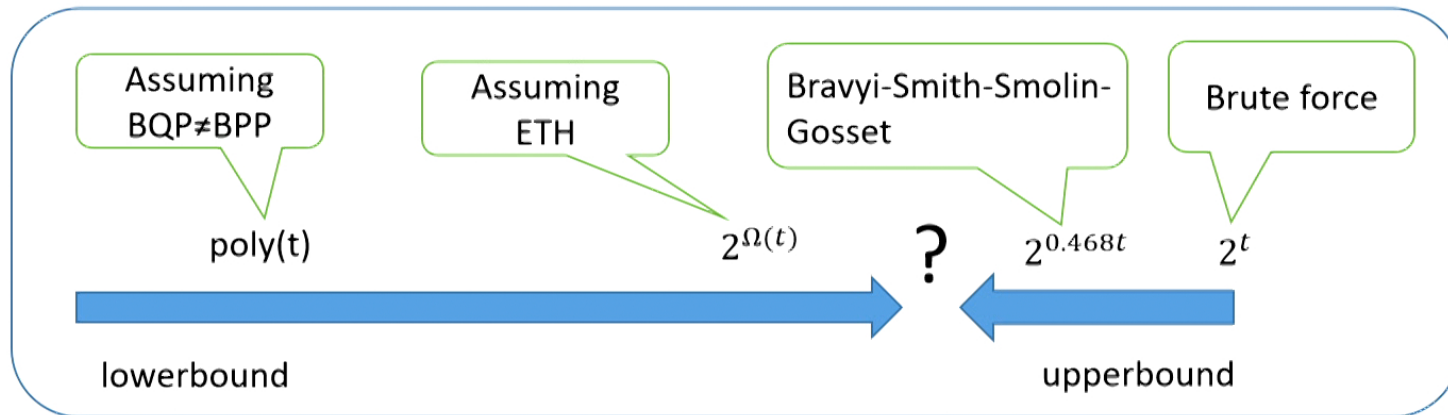 Assuming
BQP≠BPP
Assuming
ETH
Bravyi-Smith-Smolin-
Gosset
Brute force
poly(t)
2^{Ω(t)}
?
2^{0.468t}
2^t
lowerbound
upperbound